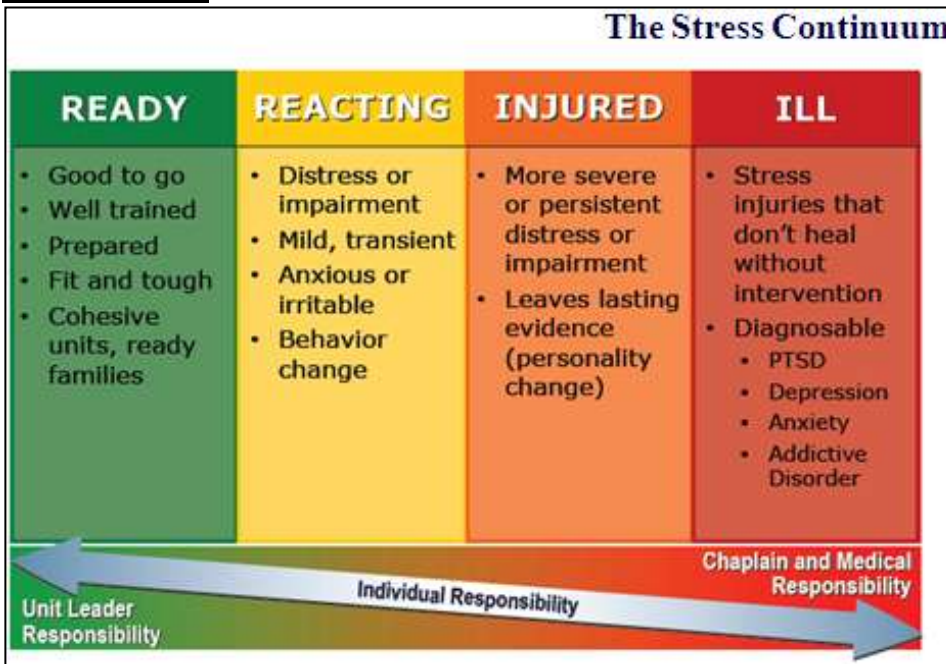 The Stress Continuum
READY
• Good to go
• Well trained
• Prepared
• Fit and tough
• Cohesive
units, ready
families
REACTING
• Distress or
impairment
• Mild, transient
• Anxious or
irritable
• Behavior
change
INJURED
• More severe
or persistent
distress or
impairment
• Leaves lasting
evidence
(personality
change)
ILL
• Stress
injuries that
don't heal
without
intervention
• Diagnosable
• PTSD
• Depression
• Anxiety
• Addictive
Disorder
Unit Leader
Responsibility
Individual Responsibility
Chaplain and Medical
Responsibility